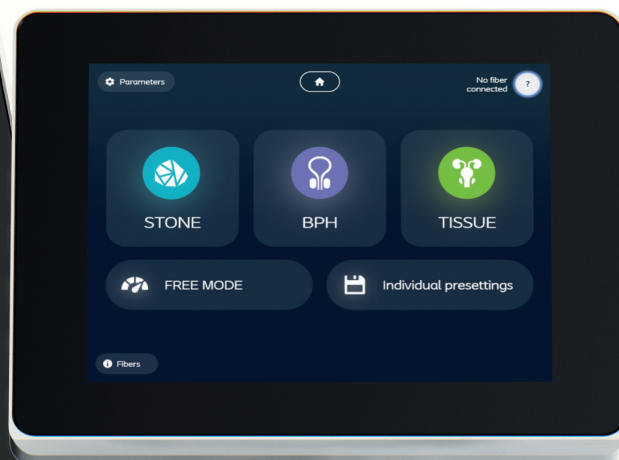 Parameters
No fiber
connected
?
STONE
BPH
TISSUE
FREE MODE
Individual presettings
Fibers